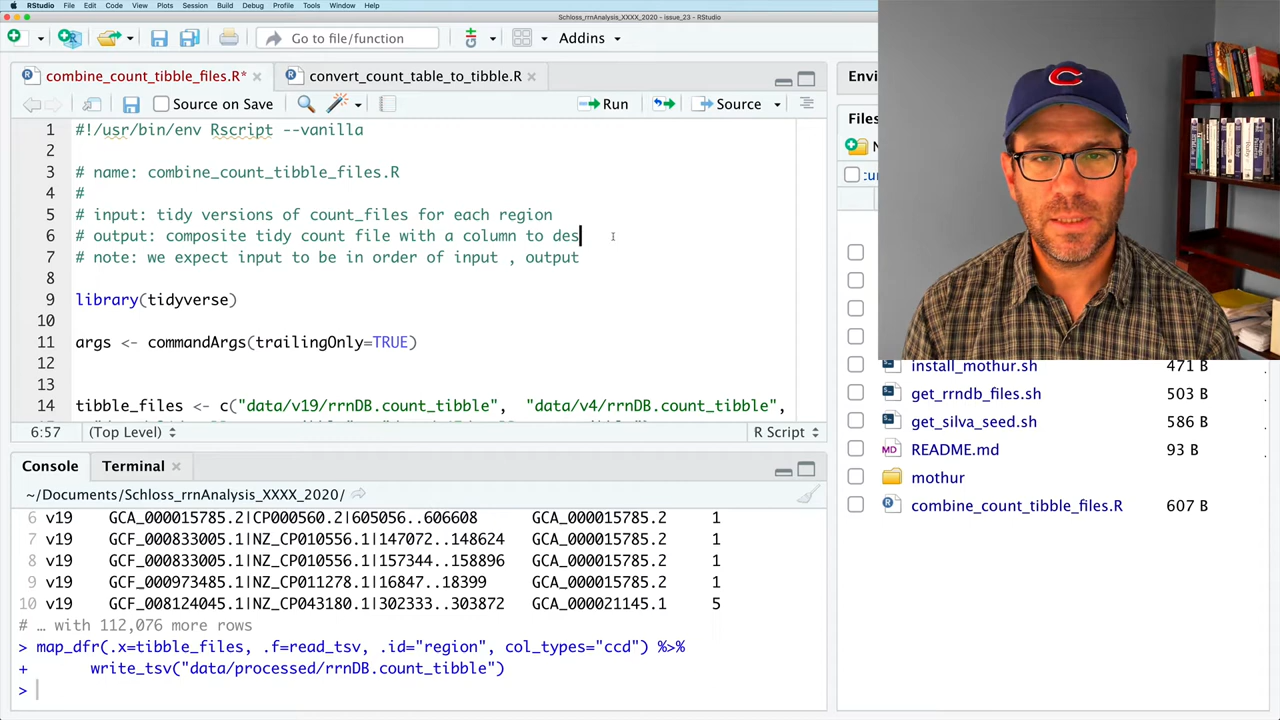 RStudio File Edit Code View Plots Session Build Debug Profile Tools Window Help
Schloss_rrnAnalysis_XXXX_2020 - issue_23 - RStudio
Go to file/function
Addins
combine_count_tibble_files.R*
convert_count_table_to_tibble.R
Source on Save
Run
Source
1 #!/usr/bin/env Rscript --vanilla
2
3 # name: combine_count_tibble_files.R
4 #
5 # input: tidy versions of count_files for each region
6 # output: composite tidy count file with a column to des
7 # note: we expect input to be in order of input , output
8
9 library(tidyverse)
10
11 args <- commandArgs(trailingOnly=TRUE)
12
13
14 tibble_files <- c("data/v19/rrnDB.count_tibble", "data/v4/rrnDB.count_tibble",
6:57 (Top Level) R Script
Console Terminal
~/Documents/Schloss_rrnAnalysis_XXXX_2020/
6 v19 GCA_000015785.2|CP000560.2|605056..606608 GCA_000015785.2 1
7 v19 GCF_000833005.1|NZ_CP010556.1|147072..148624 GCA_000015785.2 1
8 v19 GCF_000833005.1|NZ_CP010556.1|157344..158896 GCA_000015785.2 1
9 v19 GCF_000973485.1|NZ_CP011278.1|16847..18399 GCA_000015785.2 1
10 v19 GCF_008124045.1|NZ_CP043180.1|302333..303872 GCA_000021145.1 5
# … with 112,076 more rows
> map_dfr(.x=tibble_files, .f=read_tsv, .id="region", col_types="ccd") %>%
+ write_tsv("data/processed/rrnDB.count_tibble")
>
Envi
Files
N
install_mothur.sh 471 B
get_rrndb_files.sh 503 B
get_silva_seed.sh 586 B
README.md 93 B
mothur
combine_count_tibble_files.R 607 B